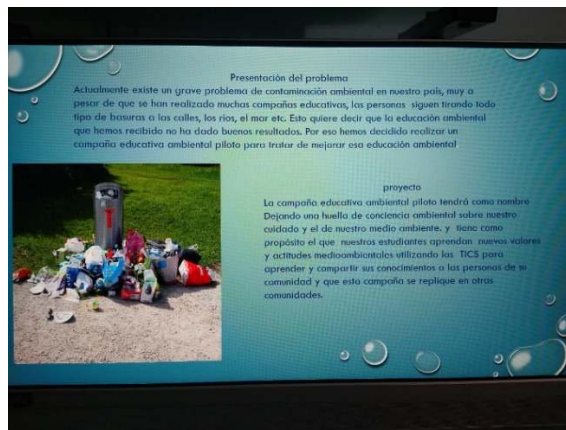 Presentación del problema
Actualmente existe un grave problema de contaminación ambiental en nuestro país, muy a
pesar de que se han realizado muchas campañas educativas, las personas siguen tirando todo
tipo de basuras a las calles, los ríos, el mar etc. Esto quiere decir que la educación ambiental
que hemos recibido no ha dado buenos resultados. Por eso hemos decidido realizar un
campaña educativa ambiental piloto para tratar de mejorar esa educación ambiental
proyecto
La campaña educativa ambiental piloto tendrá como nombre
Dejando una huella de conciencia ambiental sobre nuestro
cuidado y el de nuestro medio ambiente. y tiene como
propósito el que nuestros estudiantes aprendan nuevos valores
y actitudes medioambientales utilizando las TICS para
aprender y compartir sus conocimientos a las personas de su
comunidad y que esta campaña se replique en otras
comunidades.